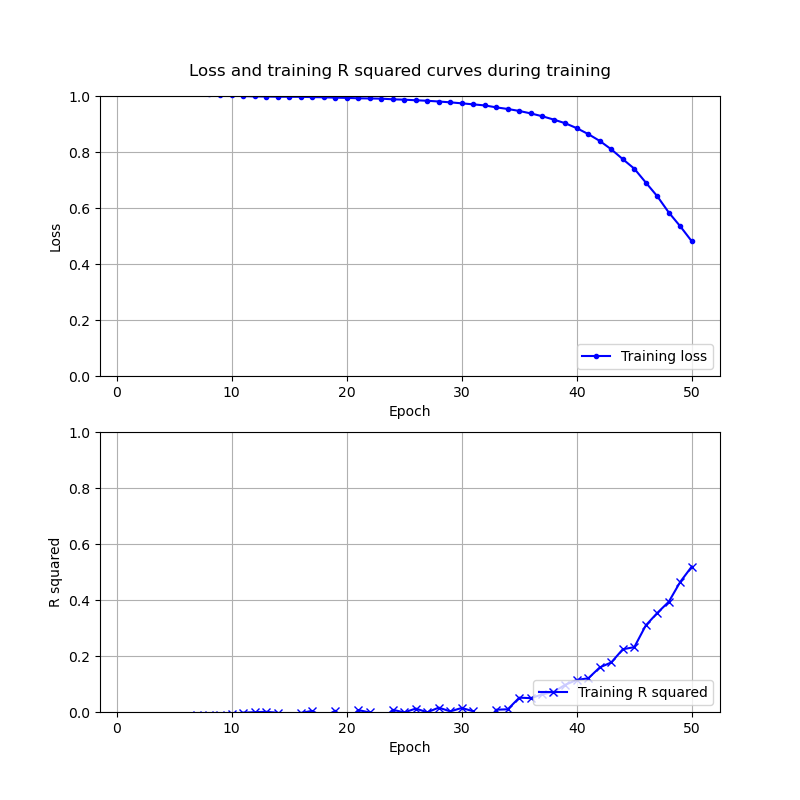 Loss and training R squared curves during training
1.0
0.8
0.6
0.4
0.2
0.0
Loss
Training loss
0 10 20 30 40 50
Epoch
1.0
0.8
0.6
0.4
0.2
0.0
R squared
Training R squared
0 10 20 30 40 50
Epoch